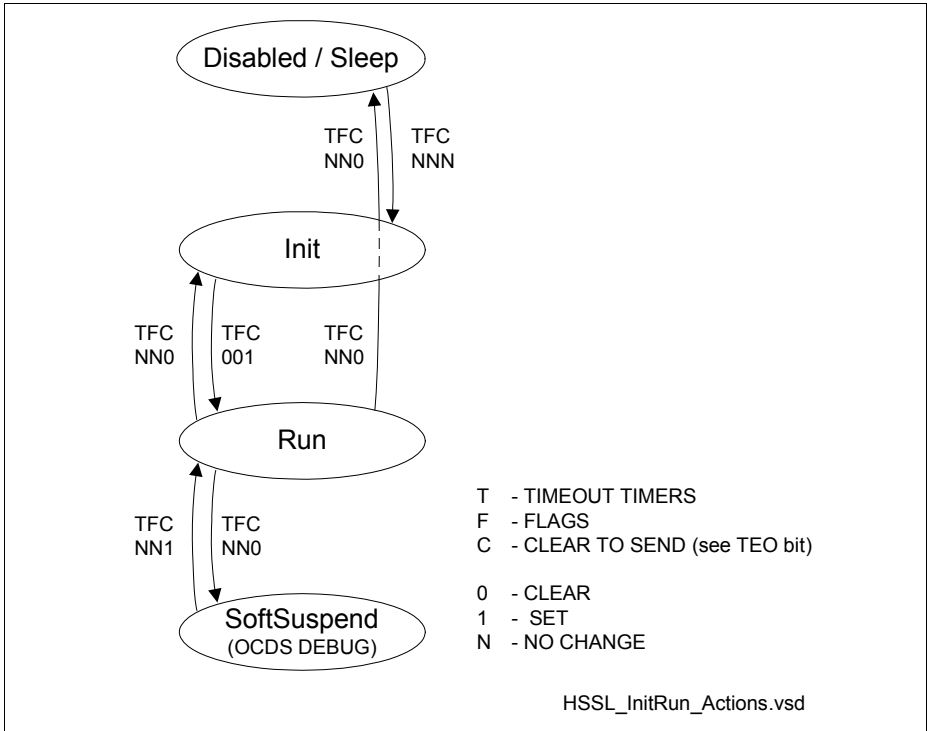 Disabled / Sleep
TFC
NN0
TFC
NNN
Init
TFC
NN0
TFC
001
TFC
NN0
Run
TFC
NN1
TFC
NN0
SoftSuspend
(OCDS DEBUG)
T - TIMEOUT TIMERS
F - FLAGS
C - CLEAR TO SEND (see TEO bit)
0 - CLEAR
1 - SET
N - NO CHANGE
HSSL_InitRun_Actions.vsd